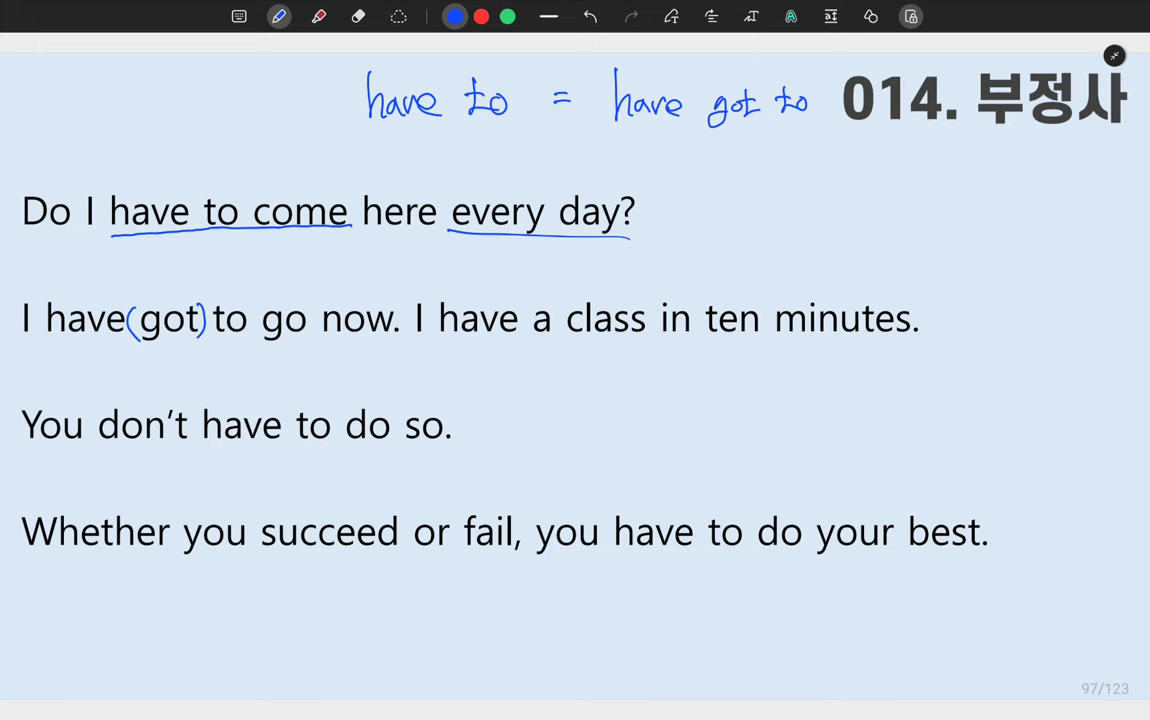 have to = have got to 014. 부정사
Do I have to come here every day?
I have(got)to go now. I have a class in ten minutes.
You don't have to do so.
Whether you succeed or fail, you have to do your best.
97/123